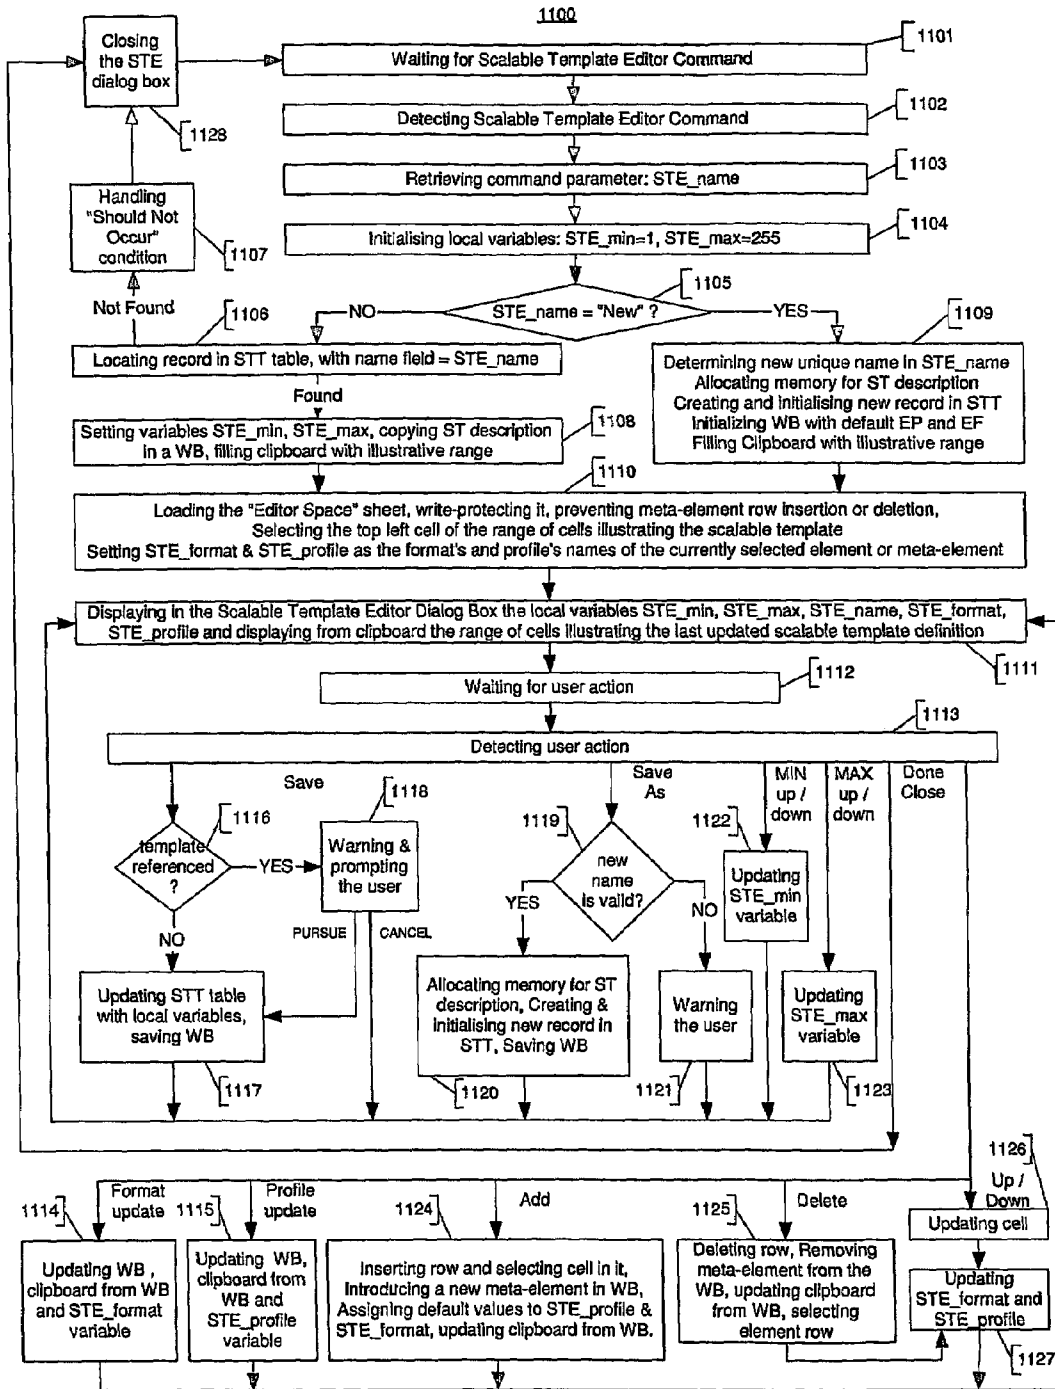 1100
Closing
the STE
dialog box
1128
Waiting for Scalable Template Editor Command
1101
Detecting Scalable Template Editor Command
1102
Retrieving command parameter: STE_name
1103
Initialising local variables: STE_min=1, STE_max=255
1104
Handling
"Should Not
Occur"
condition
1107
Not Found
1106
NO
STE_name = "New" ?
1105
YES
1109
Locating record in STT table, with name field = STE_name
Found
Setting variables STE_min, STE_max, copying ST description
in a WB, filling clipboard with illustrative range
1108
Determining new unique name in STE_name
Allocating memory for ST description
Creating and initialising new record in STT
Initializing WB with default EP and EF
Filling Clipboard with illustrative range
1110
Loading the "Editor Space" sheet, write-protecting it, preventing meta-element row insertion or deletion,
Selecting the top left cell of the range of cells illustrating the scalable template
Setting STE_format & STE_profile as the format's and profile's names of the currently selected element or meta-element
Displaying in the Scalable Template Editor Dialog Box the local variables STE_min, STE_max, STE_name, STE_format,
STE_profile and displaying from clipboard the range of cells illustrating the last updated scalable template definition
1111
Waiting for user action
1112
1113
Detecting user action
Save
1116
template
referenced
?
YES
NO
1118
Warning &
prompting
the user
PURSUE
CANCEL
Updating STT table
with local variables,
saving WB
1117
Save
As
1119
new
name
is valid?
YES
NO
Allocating memory for ST
description, Creating &
Initialising new record in
STT, Saving WB
1120
Warning
the user
1121
MIN
up /
down
1122
Updating
STE_min
variable
MAX
up /
down
Updating
STE_max
variable
1123
Done
Close
1114
Format
update
Updating WB ,
clipboard from WB
and STE_format
variable
1115
Profile
update
Updating WB,
clipboard from
WB and
STE_profile
variable
1124
Add
Inserting row and selecting cell in it,
Introducing a new meta-element in WB,
Assigning default values to STE_profile &
STE_format, updating clipboard from WB.
1125
Delete
Deleting row, Removing
meta-element from the
WB, updating clipboard
from WB, selecting
element row
1126
Up /
Down
Updating cell
Updating
STE_format and
STE_profile
1127